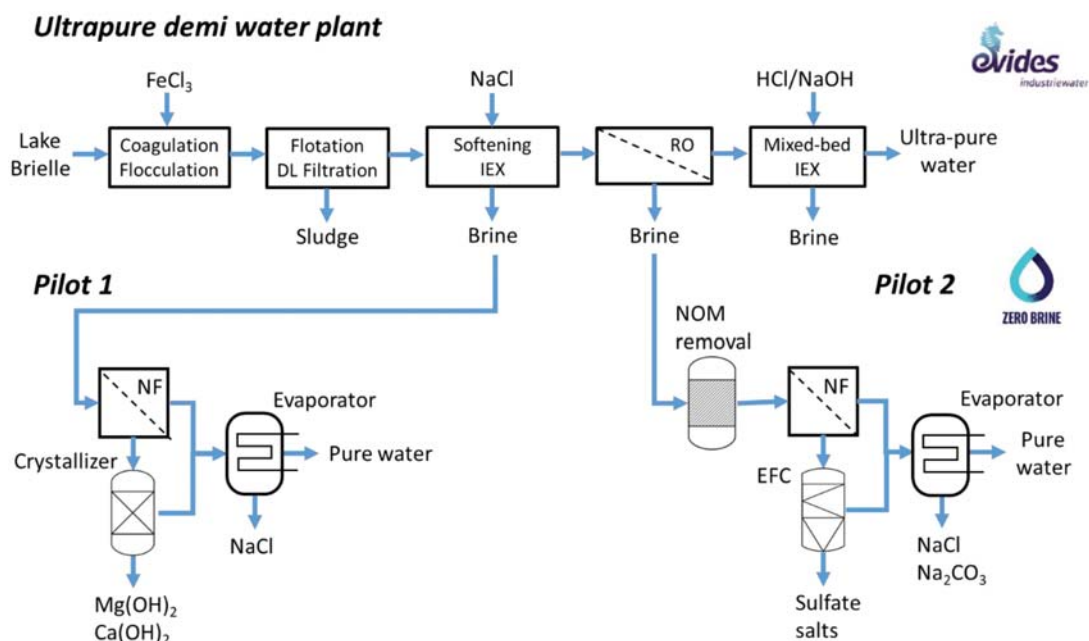 Ultrapure demi water plant
evides
industriewater
FeCl₃
NaCl
HCl/NaOH
Lake
Brielle
Coagulation
Flocculation
Flotation
DL Filtration
Softening
IEX
RO
Mixed-bed
IEX
Ultra-pure
water
Sludge
Brine
Brine
Brine
Pilot 1
Pilot 2
ZERO BRINE
NF
Crystallizer
Evaporator
Pure water
NaCl
Mg(OH)₂
Ca(OH)₂
NOM
removal
NF
EFC
Evaporator
Pure
water
NaCl
Na₂CO₃
Sulfate
salts